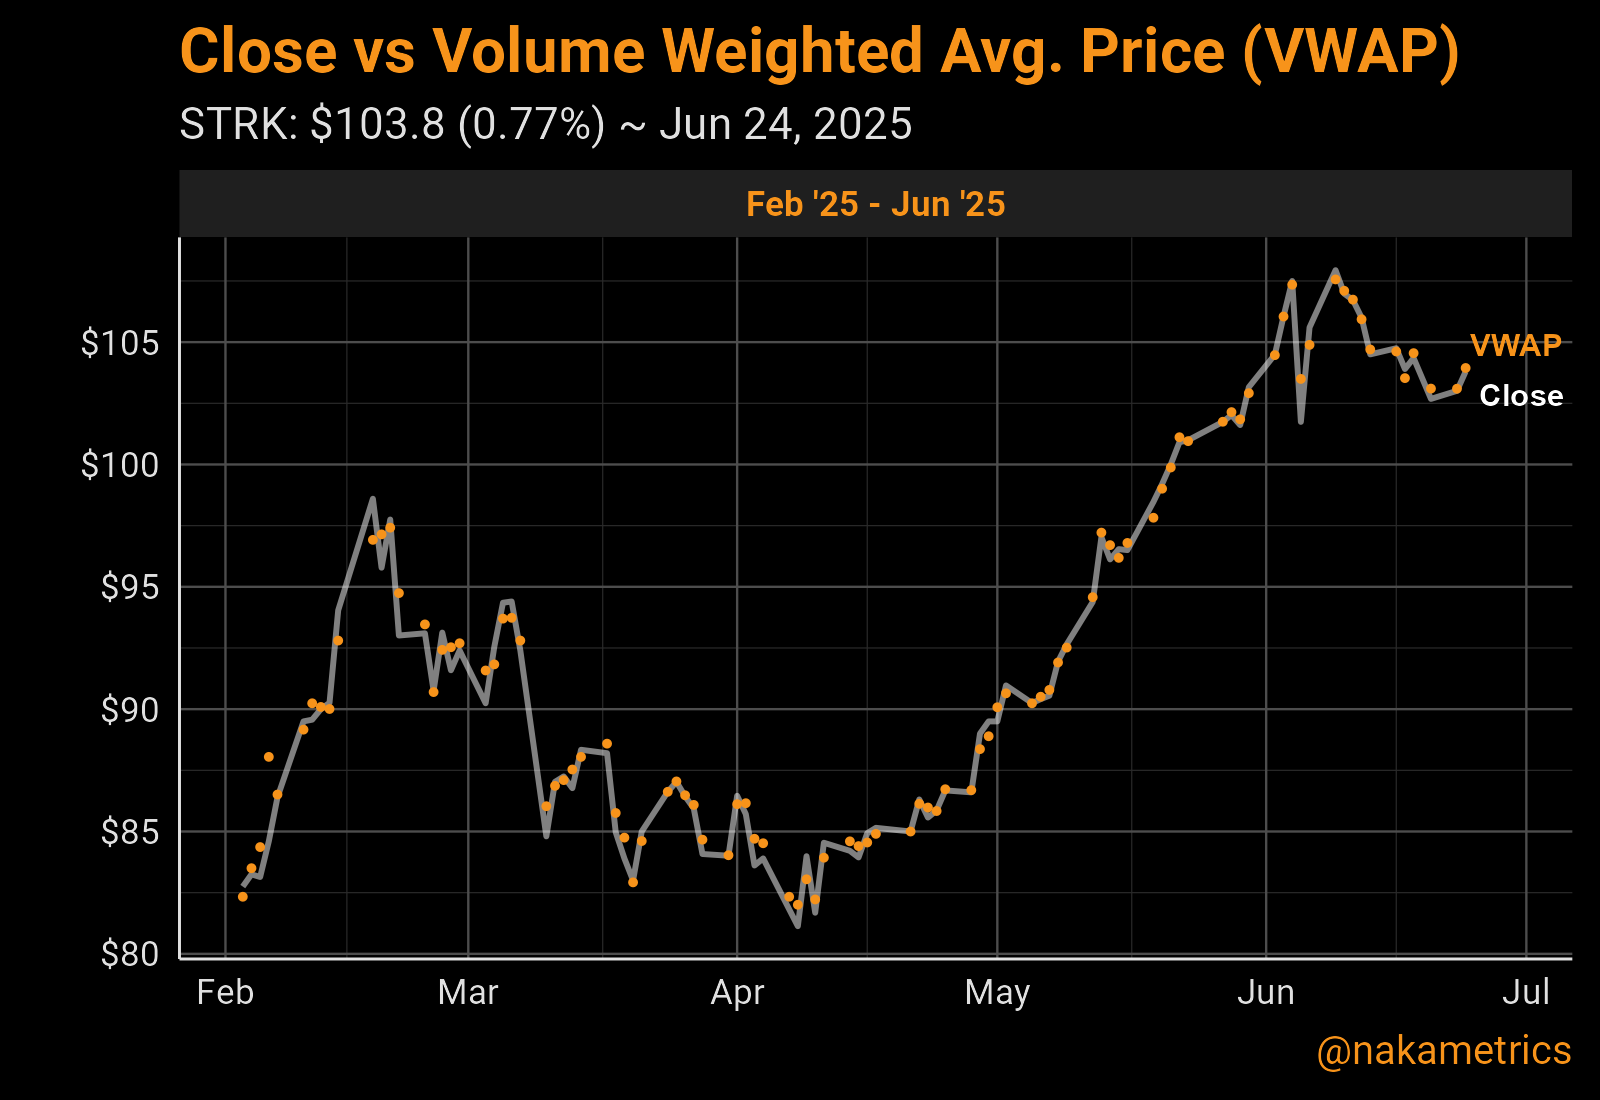 Close vs Volume Weighted Avg. Price (VWAP)
STRK: $103.8 (0.77%) ~ Jun 24, 2025
Feb '25 - Jun '25
$105
VWAP
Close
$100
$95
$90
$85
$80
Feb Mar Apr May Jun Jul
@nakametrics